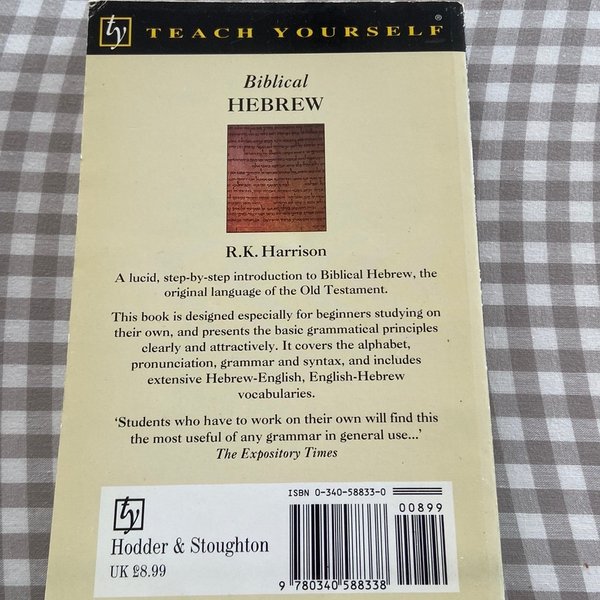 ty TEACH YOURSELF®
Biblical
HEBREW
R.K. Harrison
A lucid, step-by-step introduction to Biblical Hebrew, the
original language of the Old Testament.
This book is designed especially for beginners studying on
their own, and presents the basic grammatical principles
clearly and attractively. It covers the alphabet,
pronunciation, grammar and syntax, and includes
extensive Hebrew-English, English-Hebrew
vocabularies.
‘Students who have to work on their own will find this
the most useful of any grammar in general use...’
The Expository Times
ty
Hodder & Stoughton
UK £8.99
ISBN 0-340-58833-0
00899
9 780340 588338